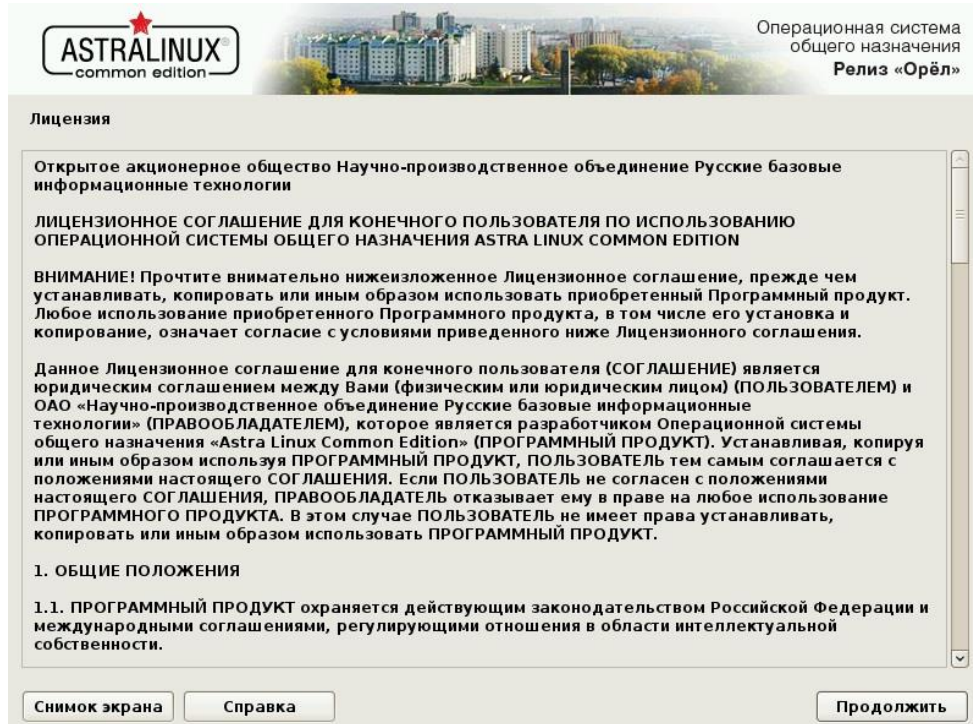 ASTRALINUX®
common edition
Операционная система
общего назначения
Релиз «Орёл»
Лицензия
Открытое акционерное общество Научно-производственное объединение Русские базовые
информационные технологии
ЛИЦЕНЗИОННОЕ СОГЛАШЕНИЕ ДЛЯ КОНЕЧНОГО ПОЛЬЗОВАТЕЛЯ ПО ИСПОЛЬЗОВАНИЮ
ОПЕРАЦИОННОЙ СИСТЕМЫ ОБЩЕГО НАЗНАЧЕНИЯ ASTRA LINUX COMMON EDITION
ВНИМАНИЕ! Прочтите внимательно нижеизложенное Лицензионное соглашение, прежде чем
устанавливать, копировать или иным образом использовать приобретенный Программный продукт.
Любое использование приобретенного Программного продукта, в том числе его установка и
копирование, означает согласие с условиями приведенного ниже Лицензионного соглашения.
Данное Лицензионное соглашение для конечного пользователя (СОГЛАШЕНИЕ) является
юридическим соглашением между Вами (физическим или юридическим лицом) (ПОЛЬЗОВАТЕЛЕМ) и
ОАО «Научно-производственное объединение Русские базовые информационные
технологии» (ПРАВООБЛАДАТЕЛЕМ), которое является разработчиком Операционной системы
общего назначения «Astra Linux Common Edition» (ПРОГРАММНЫЙ ПРОДУКТ). Устанавливая, копируя
или иным образом используя ПРОГРАММНЫЙ ПРОДУКТ, ПОЛЬЗОВАТЕЛЬ тем самым соглашается с
положениями настоящего СОГЛАШЕНИЯ. Если ПОЛЬЗОВАТЕЛЬ не согласен с положениями
настоящего СОГЛАШЕНИЯ, ПРАВООБЛАДАТЕЛЬ отказывает ему в праве на любое использование
ПРОГРАММНОГО ПРОДУКТА. В этом случае ПОЛЬЗОВАТЕЛЬ не имеет права устанавливать,
копировать или иным образом использовать ПРОГРАММНЫЙ ПРОДУКТ.
1. ОБЩИЕ ПОЛОЖЕНИЯ
1.1. ПРОГРАММНЫЙ ПРОДУКТ охраняется действующим законодательством Российской Федерации и
международными соглашениями, регулирующими отношения в области интеллектуальной
собственности.
Снимок экрана
Справка
Продолжить